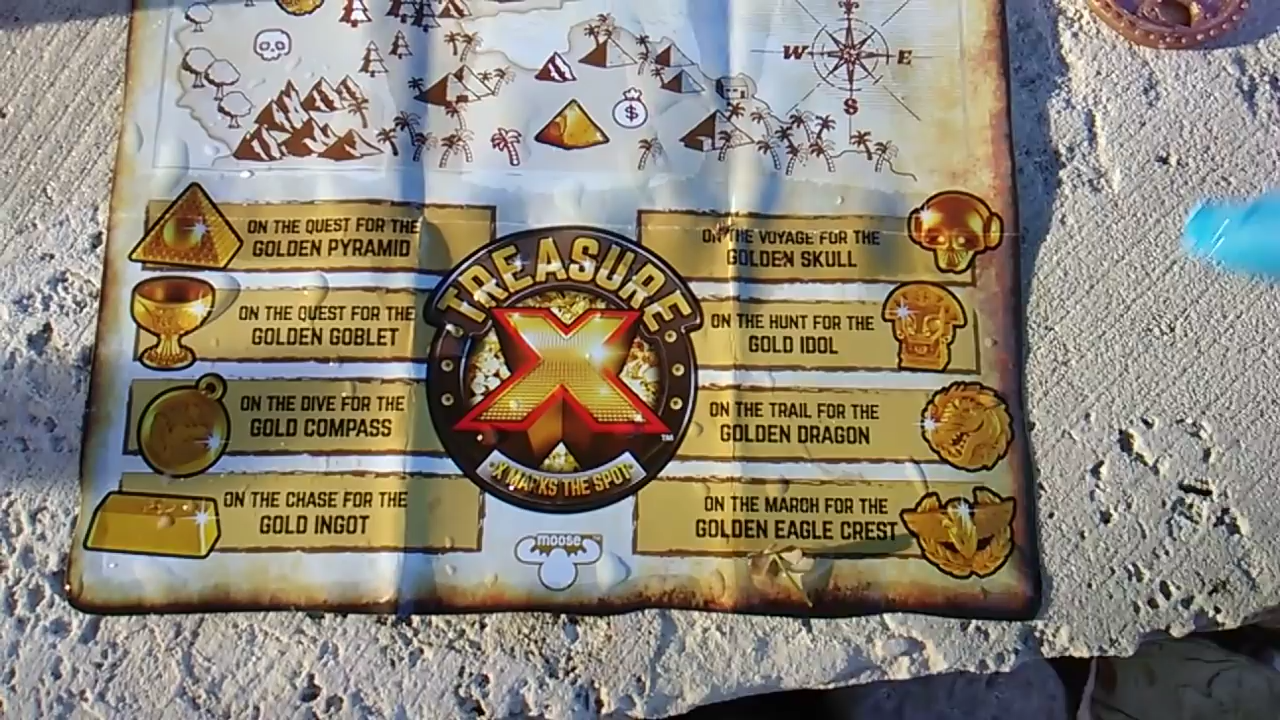 W E
S
$
ON THE QUEST FOR THE
GOLDEN PYRAMID
ON THE QUEST FOR THE
GOLDEN GOBLET
ON THE DIVE FOR THE
GOLD COMPASS
ON THE CHASE FOR THE
GOLD INGOT
TREASURE
X
TM
X MARKS THE SPOT
moose
TM
ON THE VOYAGE FOR THE
GOLDEN SKULL
ON THE HUNT FOR THE
GOLD IDOL
ON THE TRAIL FOR THE
GOLDEN DRAGON
ON THE MARCH FOR THE
GOLDEN EAGLE CREST